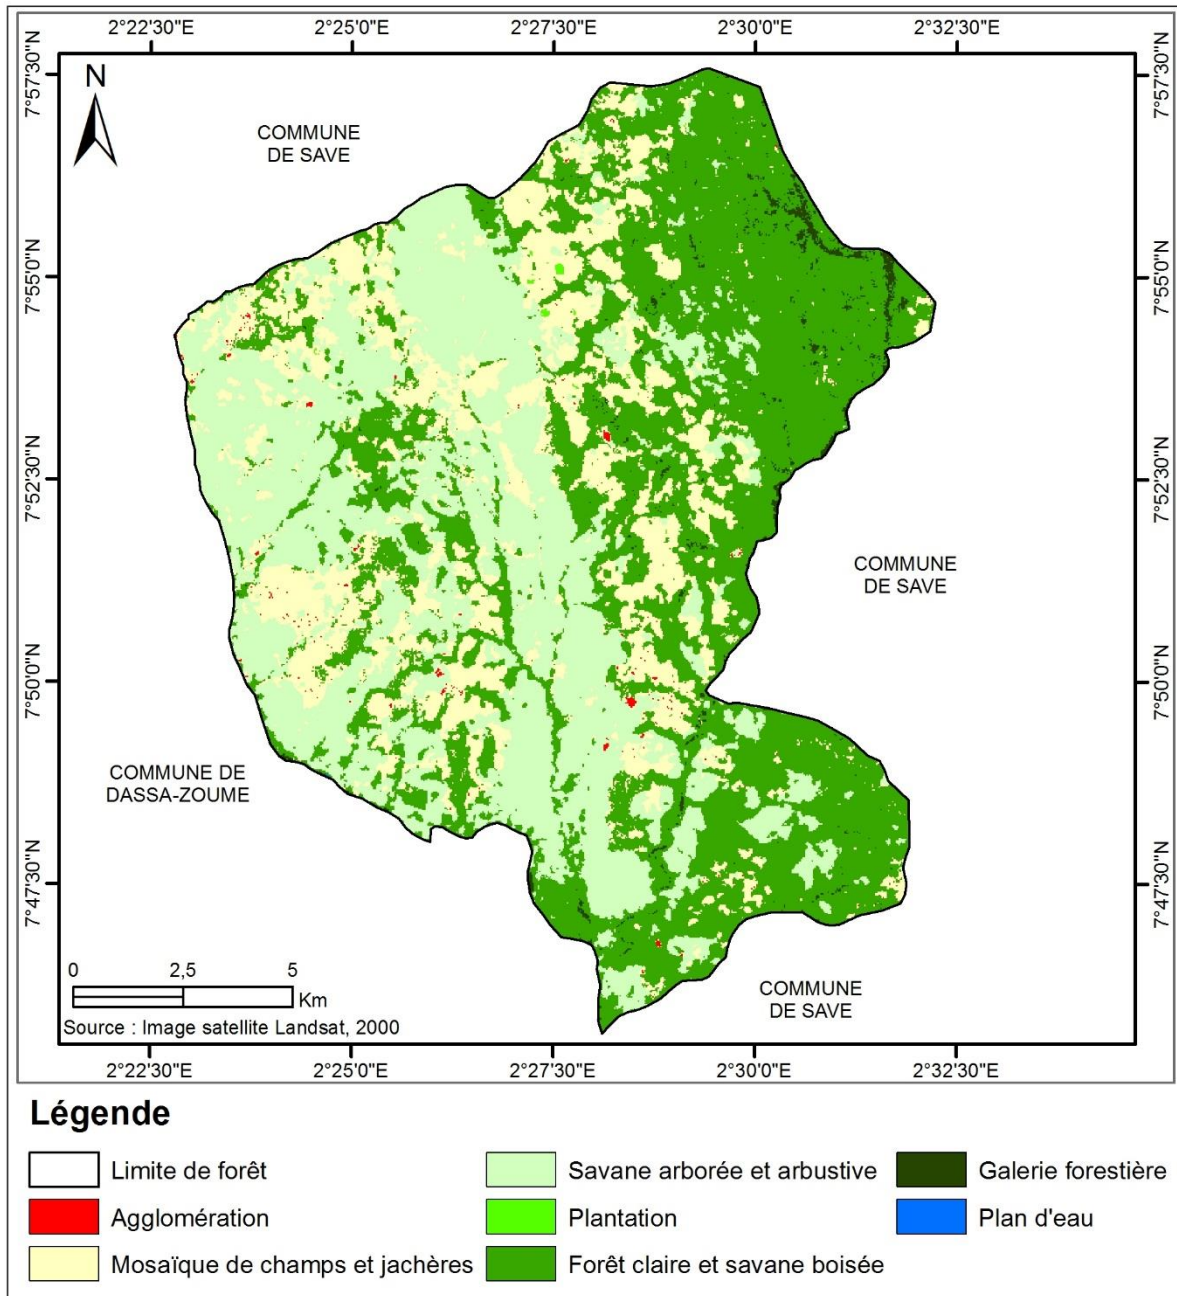 2°22'30"E 2°25'0"E 2°27'30"E 2°30'0"E 2°32'30"E
7°57'30"N
7°57'30"N
N
COMMUNE
DE SAVE
7°55'0"N
7°55'0"N
7°52'30"N
7°52'30"N
COMMUNE
DE SAVE
7°50'0"N
7°50'0"N
COMMUNE DE
DASSA-ZOUME
7°47'30"N
7°47'30"N
COMMUNE
DE SAVE
0 2,5 5
Km
Source : Image satellite Landsat, 2000
2°22'30"E 2°25'0"E 2°27'30"E 2°30'0"E 2°32'30"E
Légende
Limite de forêt
Agglomération
Mosaïque de champs et jachères
Savane arborée et arbustive
Plantation
Forêt claire et savane boisée
Galerie forestière
Plan d'eau